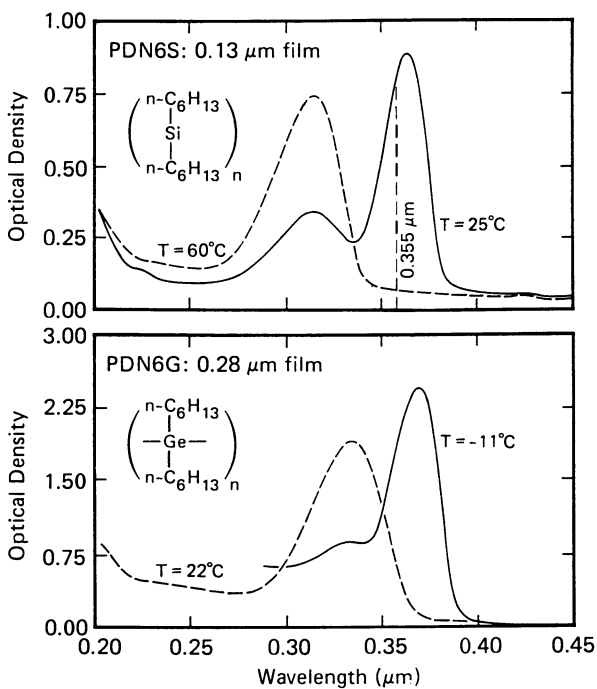 1.00
0.75
0.50
0.25
0.00
Optical Density
PDN6S: 0.13 μm film
n-C6H13
Si
n-C6H13
n
T = 60°C
0.355 μm
T = 25°C
3.00
2.25
1.50
0.75
0.00
Optical Density
PDN6G: 0.28 μm film
n-C6H13
—Ge—
n-C6H13
n
T = -11°C
T = 22°C
0.20 0.25 0.30 0.35 0.40 0.45
Wavelength (μm)